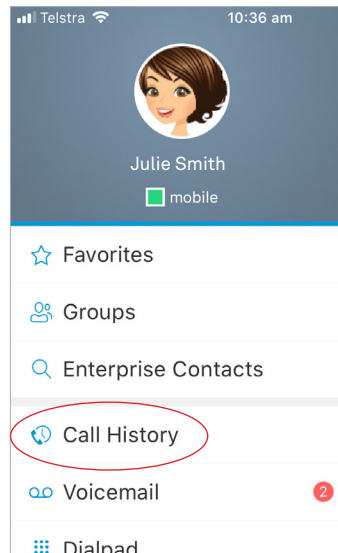 Telstra 10:36 am
Julie Smith
mobile
Favorites
Groups
Enterprise Contacts
Call History
Voicemail 2
Dialpad